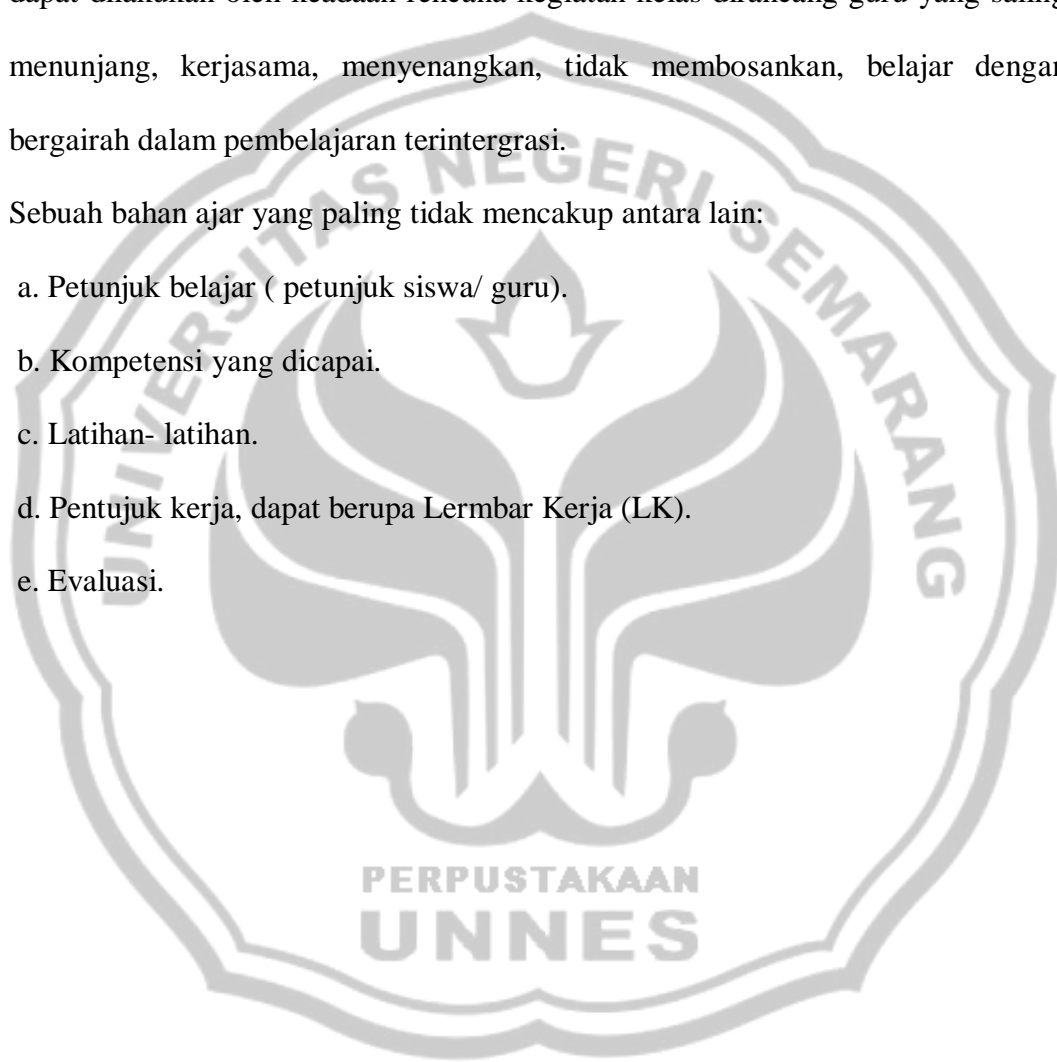 dapat dilakukan oleh keadaan rencana kegiatan kelas dirancang guru yang saling
menunjang, kerjasama, menyenangkan, tidak membosankan, belajar dengan
bergairah dalam pembelajaran terintergrasi.
Sebuah bahan ajar yang paling tidak mencakup antara lain:
a. Petunjuk belajar ( petunjuk siswa/ guru).
b. Kompetensi yang dicapai.
c. Latihan- latihan.
d. Pentujuk kerja, dapat berupa Lermbar Kerja (LK).
e. Evaluasi.
UNIVERSITAS NEGERI SEMARANG
PERPUSTAKAAN
UNNES